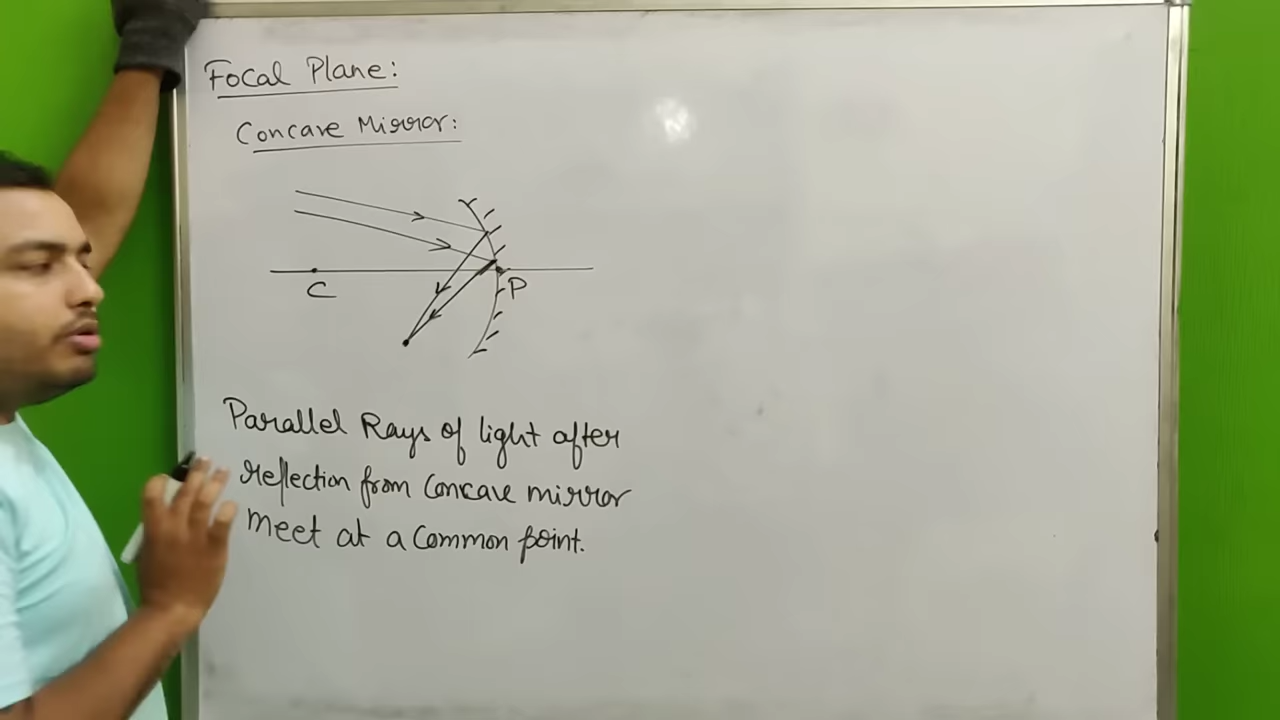 Focal Plane:
Concave Mirror:
C
P
Parallel Rays of light after
reflection from Concave mirror
meet at a Common point.